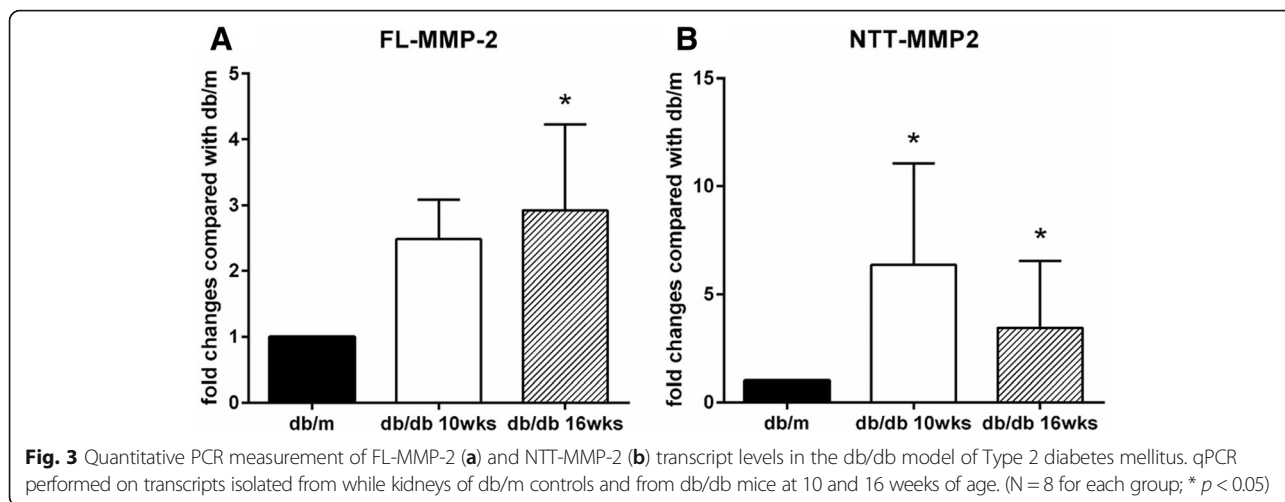 A
FL-MMP-2
fold changes compared with db/m
5
4
3
2
1
0
*
db/m
db/db 10wks
db/db 16wks
B
NTT-MMP2
fold changes compared with db/m
15
10
5
0
*
*
db/m
db/db 10wks
db/db 16wks
Fig. 3 Quantitative PCR measurement of FL-MMP-2 (a) and NTT-MMP-2 (b) transcript levels in the db/db model of Type 2 diabetes mellitus. qPCR
performed on transcripts isolated from while kidneys of db/m controls and from db/db mice at 10 and 16 weeks of age. (N = 8 for each group; * p < 0.05)